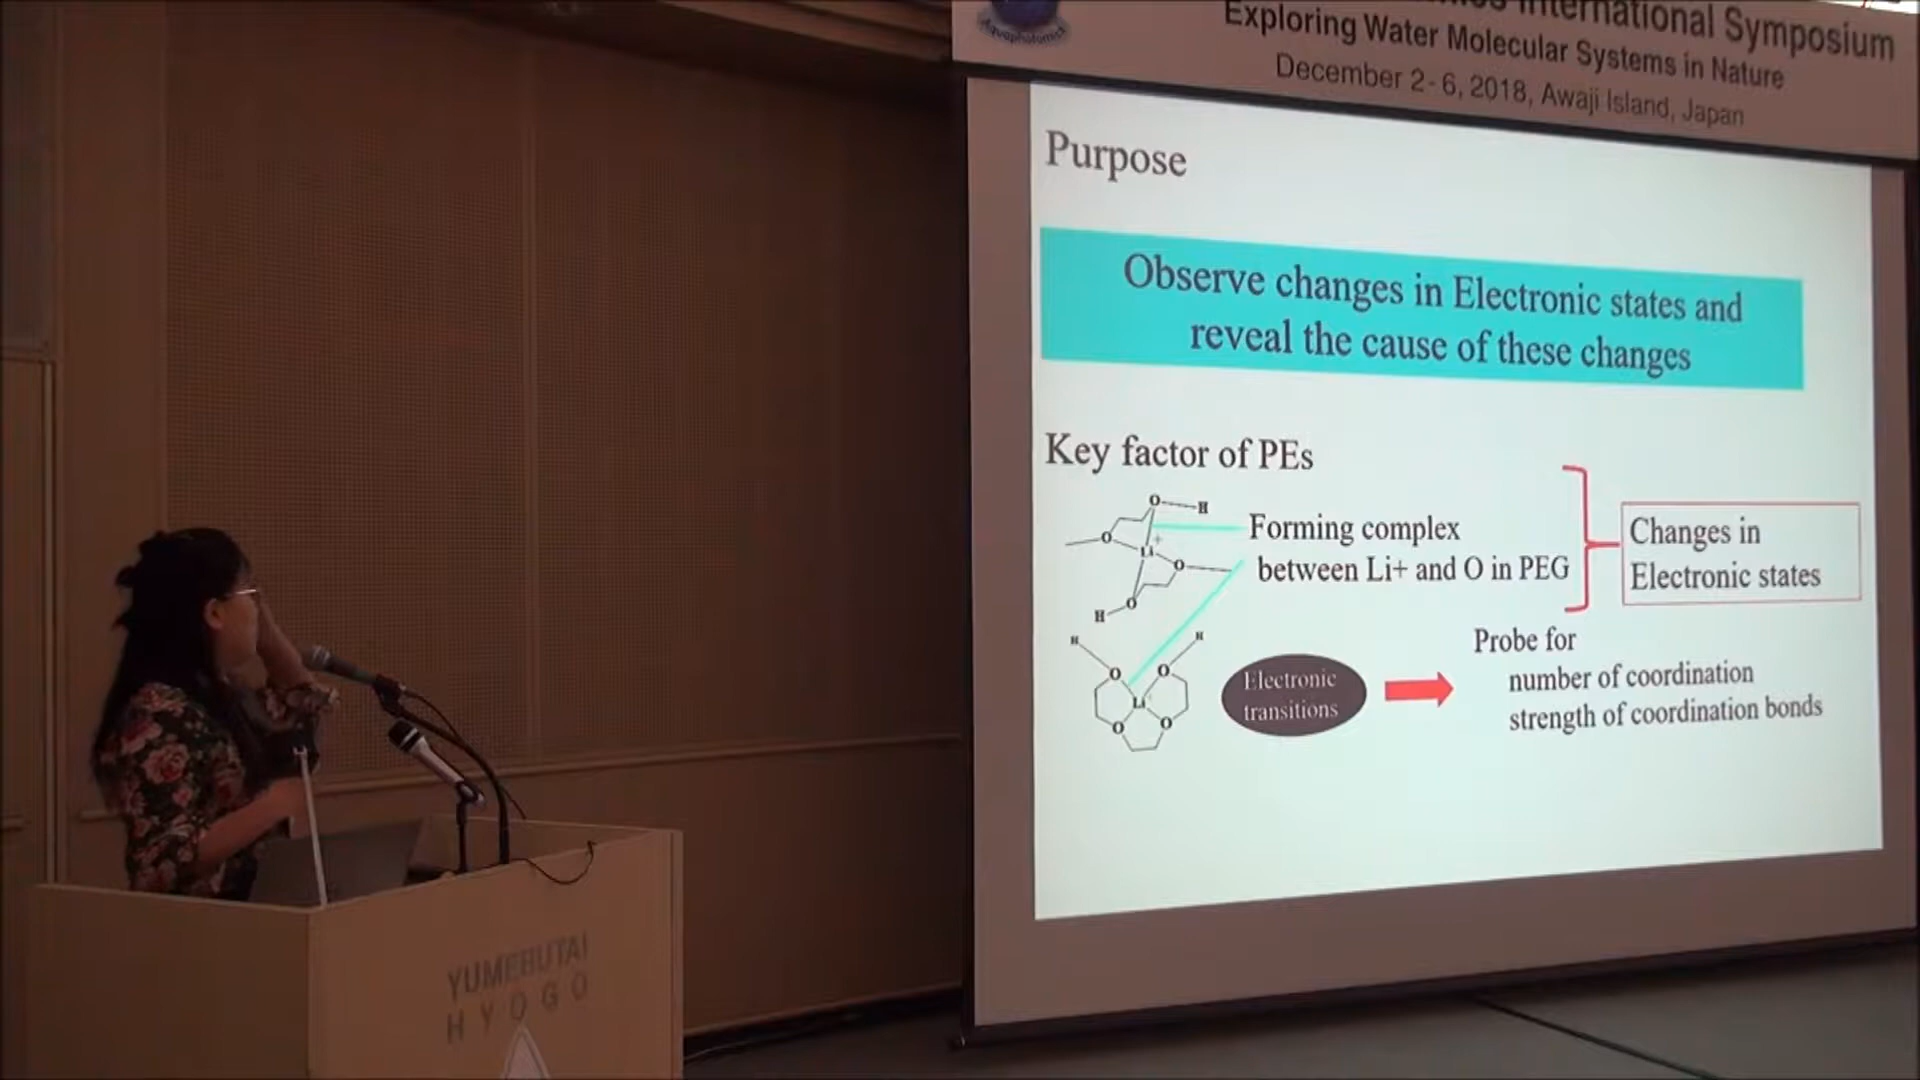 Aquaphotomics
International Symposium
Exploring Water Molecular Systems in Nature
December 2 - 6, 2018, Awaji Island, Japan
Purpose
Observe changes in Electronic states and
reveal the cause of these changes
Key factor of PEs
O H
O Li +
O
H O
Forming complex
between Li+ and O in PEG
Changes in
Electronic states
H H
O O
Li +
O O
Electronic
transitions
Probe for
number of coordination
strength of coordination bonds
YUMEBUTAI
HYOGO